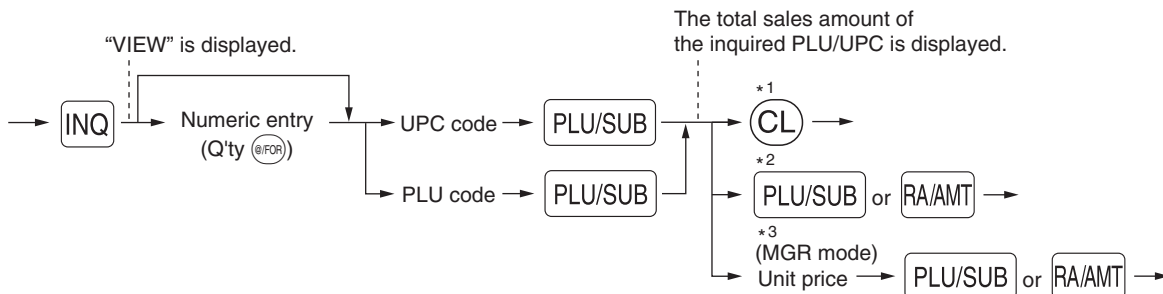 The total sales amount of
the inquired PLU/UPC is displayed.
“VIEW” is displayed.
INQ
Numeric entry
(Q'ty @/FOR)
UPC code
PLU/SUB
PLU code
PLU/SUB
*1
CL
*2
PLU/SUB or RA/AMT
*3
(MGR mode)
Unit price PLU/SUB or RA/AMT